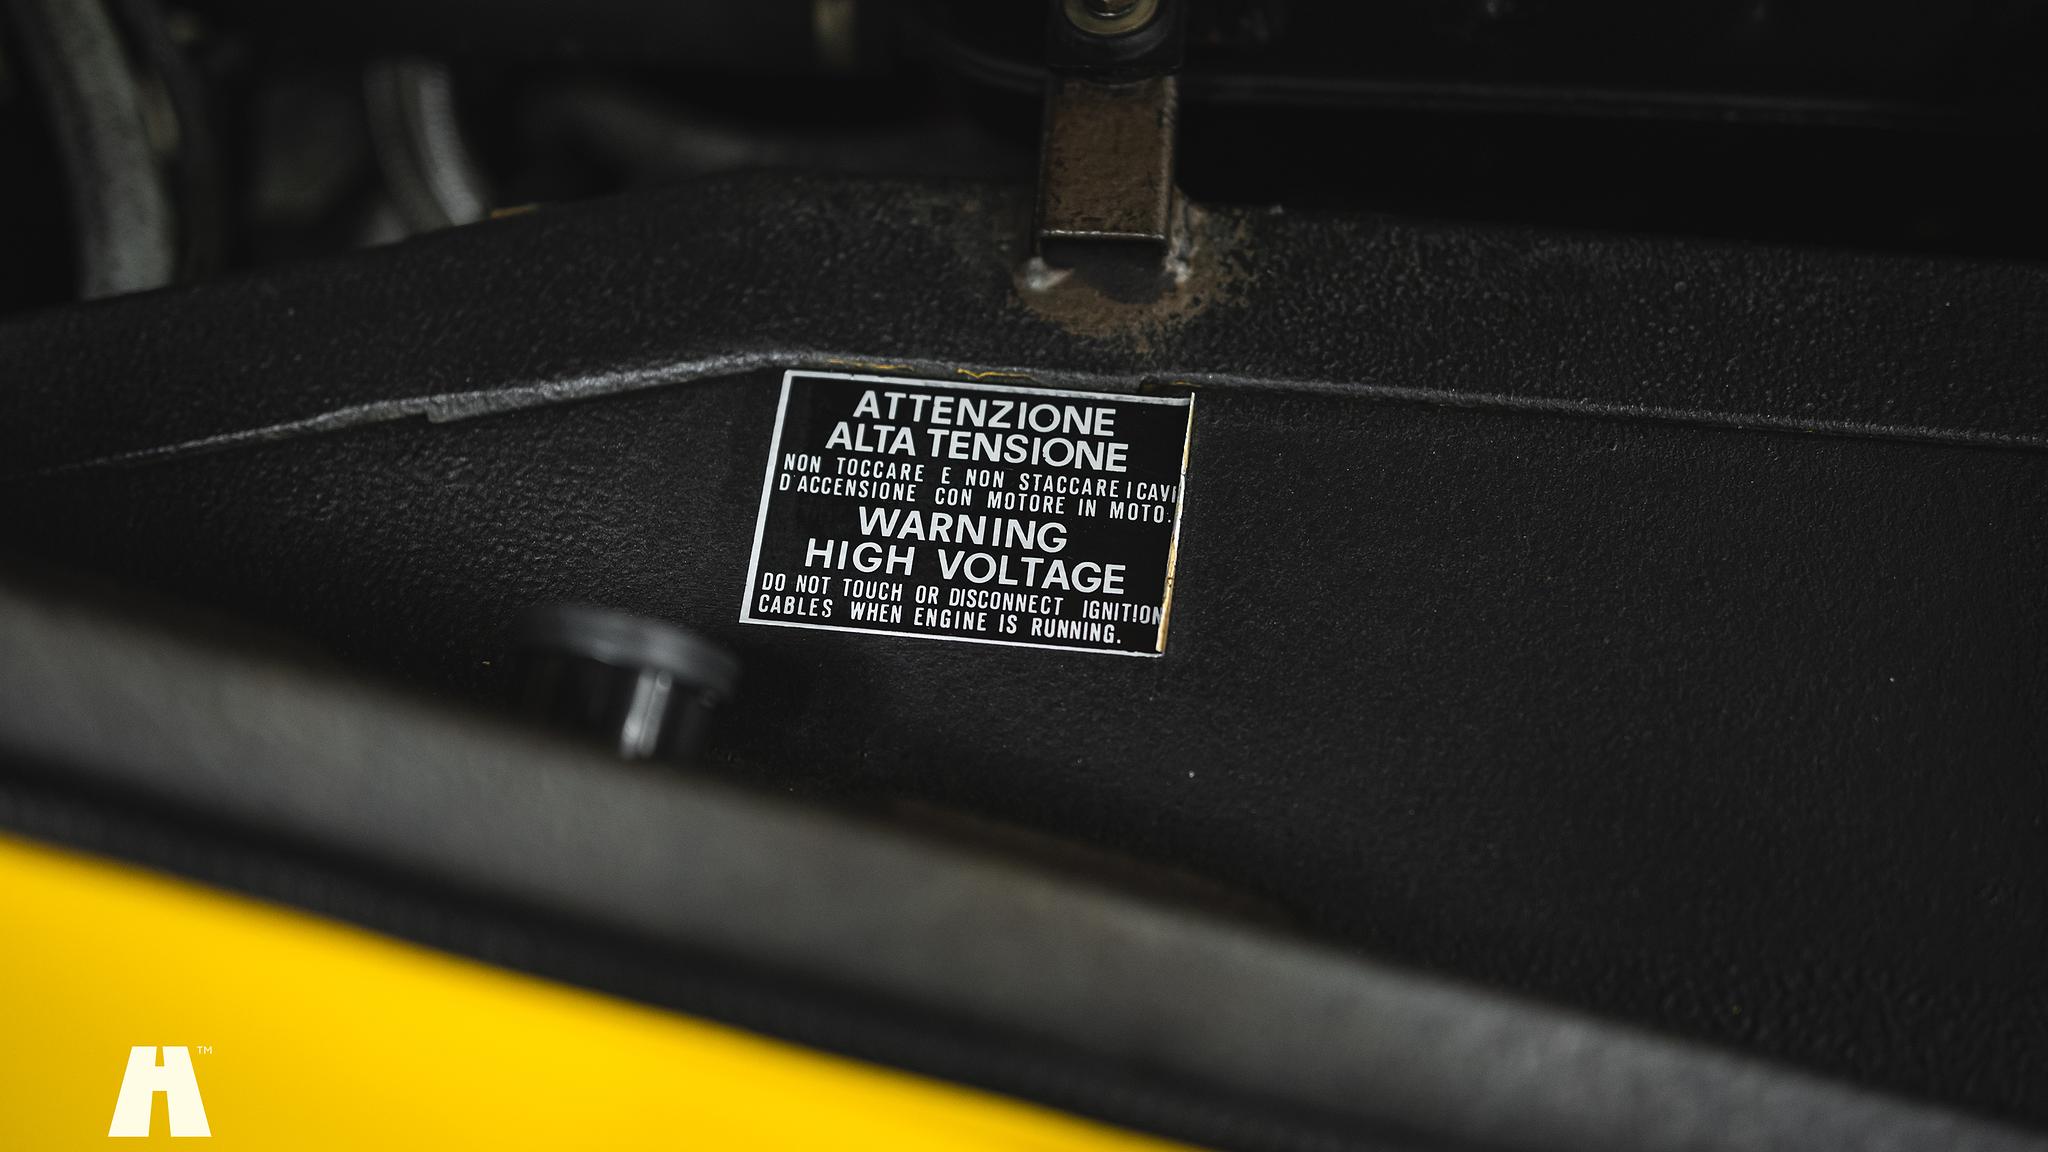 ATTENZIONE
ALTA TENSIONE
NON TOCCARE E NON STACCARE I CAVI
D'ACCENSIONE CON MOTORE IN MOTO.
WARNING
HIGH VOLTAGE
DO NOT TOUCH OR DISCONNECT IGNITION
CABLES WHEN ENGINE IS RUNNING.
H™